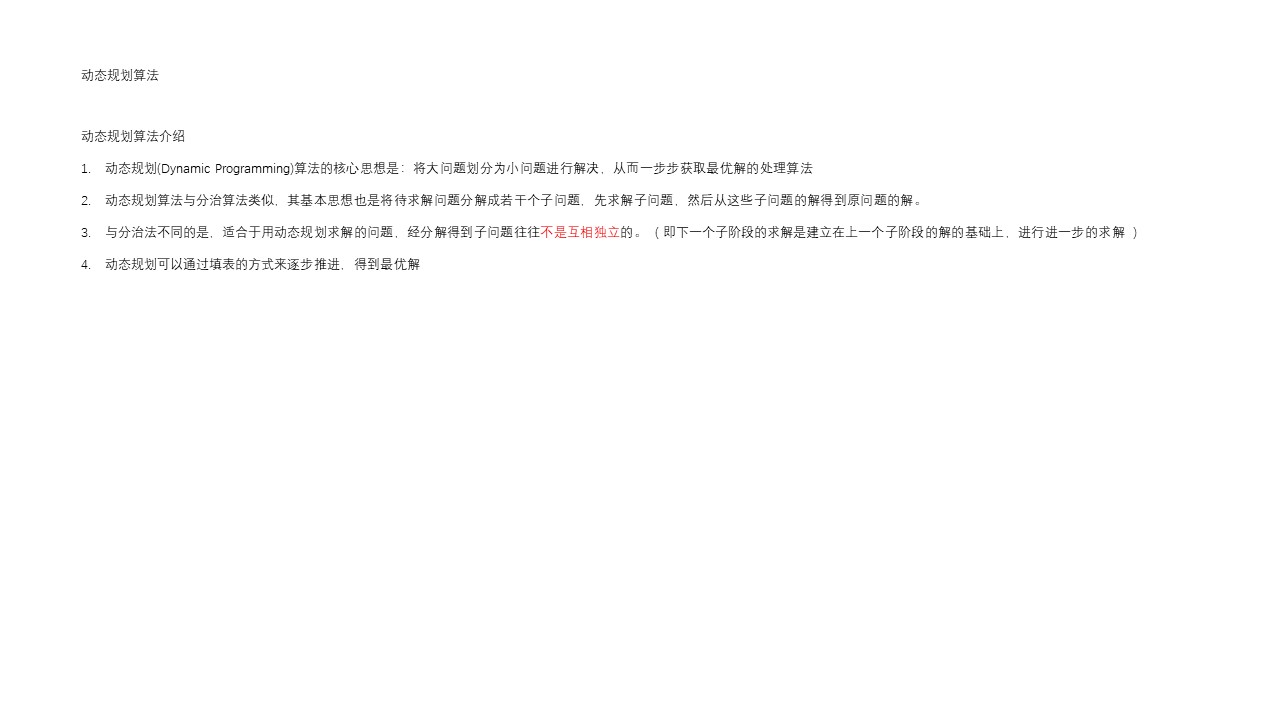 动态规划算法
动态规划算法介绍
1. 动态规划(Dynamic Programming)算法的核心思想是：将大问题划分为小问题进行解决，从而一步步获取最优解的处理算法
2. 动态规划算法与分治算法类似，其基本思想也是将待求解问题分解成若干个子问题，先求解子问题，然后从这些子问题的解得到原问题的解。
3. 与分治法不同的是，适合于用动态规划求解的问题，经分解得到子问题往往不是互相独立的。（即下一个子阶段的求解是建立在上一个子阶段的解的基础上，进行进一步的求解 ）
4. 动态规划可以通过填表的方式来逐步推进，得到最优解